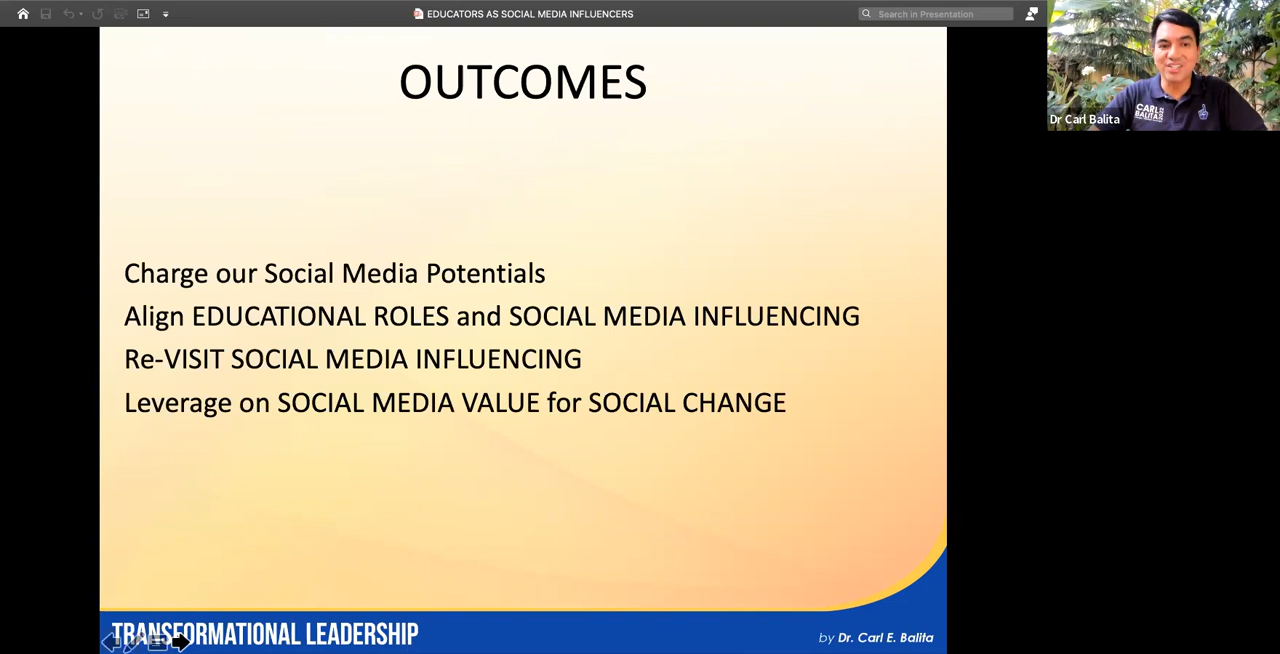 EDUCATORS AS SOCIAL MEDIA INFLUENCERS
Search in Presentation
OUTCOMES
CARL
BALITA
Dr Carl Balita
Charge our Social Media Potentials
Align EDUCATIONAL ROLES and SOCIAL MEDIA INFLUENCING
Re-VISIT SOCIAL MEDIA INFLUENCING
Leverage on SOCIAL MEDIA VALUE for SOCIAL CHANGE
TRANSFORMATIONAL LEADERSHIP
by Dr. Carl E. Balita